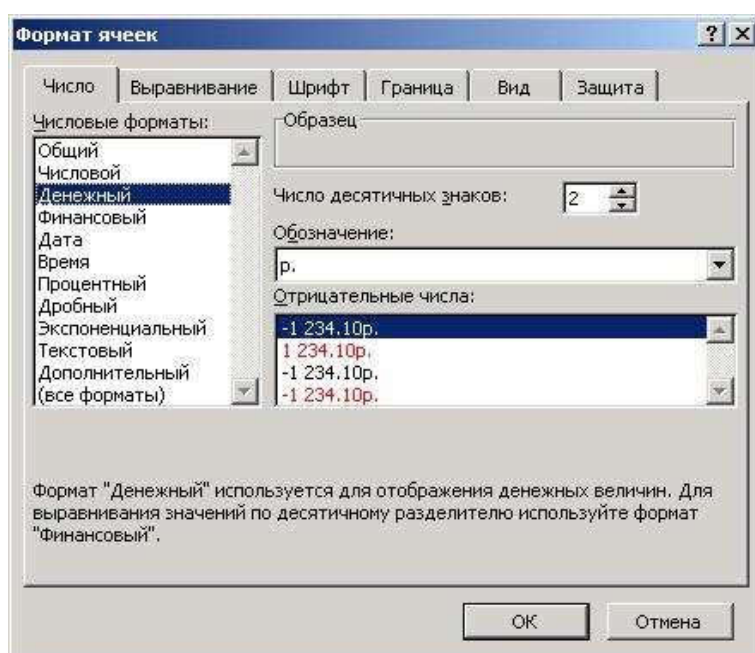 Формат ячеек
Число Выравнивание Шрифт Граница Вид Защита
Числовые форматы:
Общий
Числовой
Денежный
Финансовый
Дата
Время
Процентный
Дробный
Экспоненциальный
Текстовый
Дополнительный
(все форматы)
Образец
Число десятичных знаков: 2
Обозначение:
р.
Отрицательные числа:
-1 234.10р.
1 234.10р.
-1 234.10р.
-1 234.10р.
Формат "Денежный" используется для отображения денежных величин. Для
выравнивания значений по десятичному разделителю используйте формат
"Финансовый".
ОК Отмена